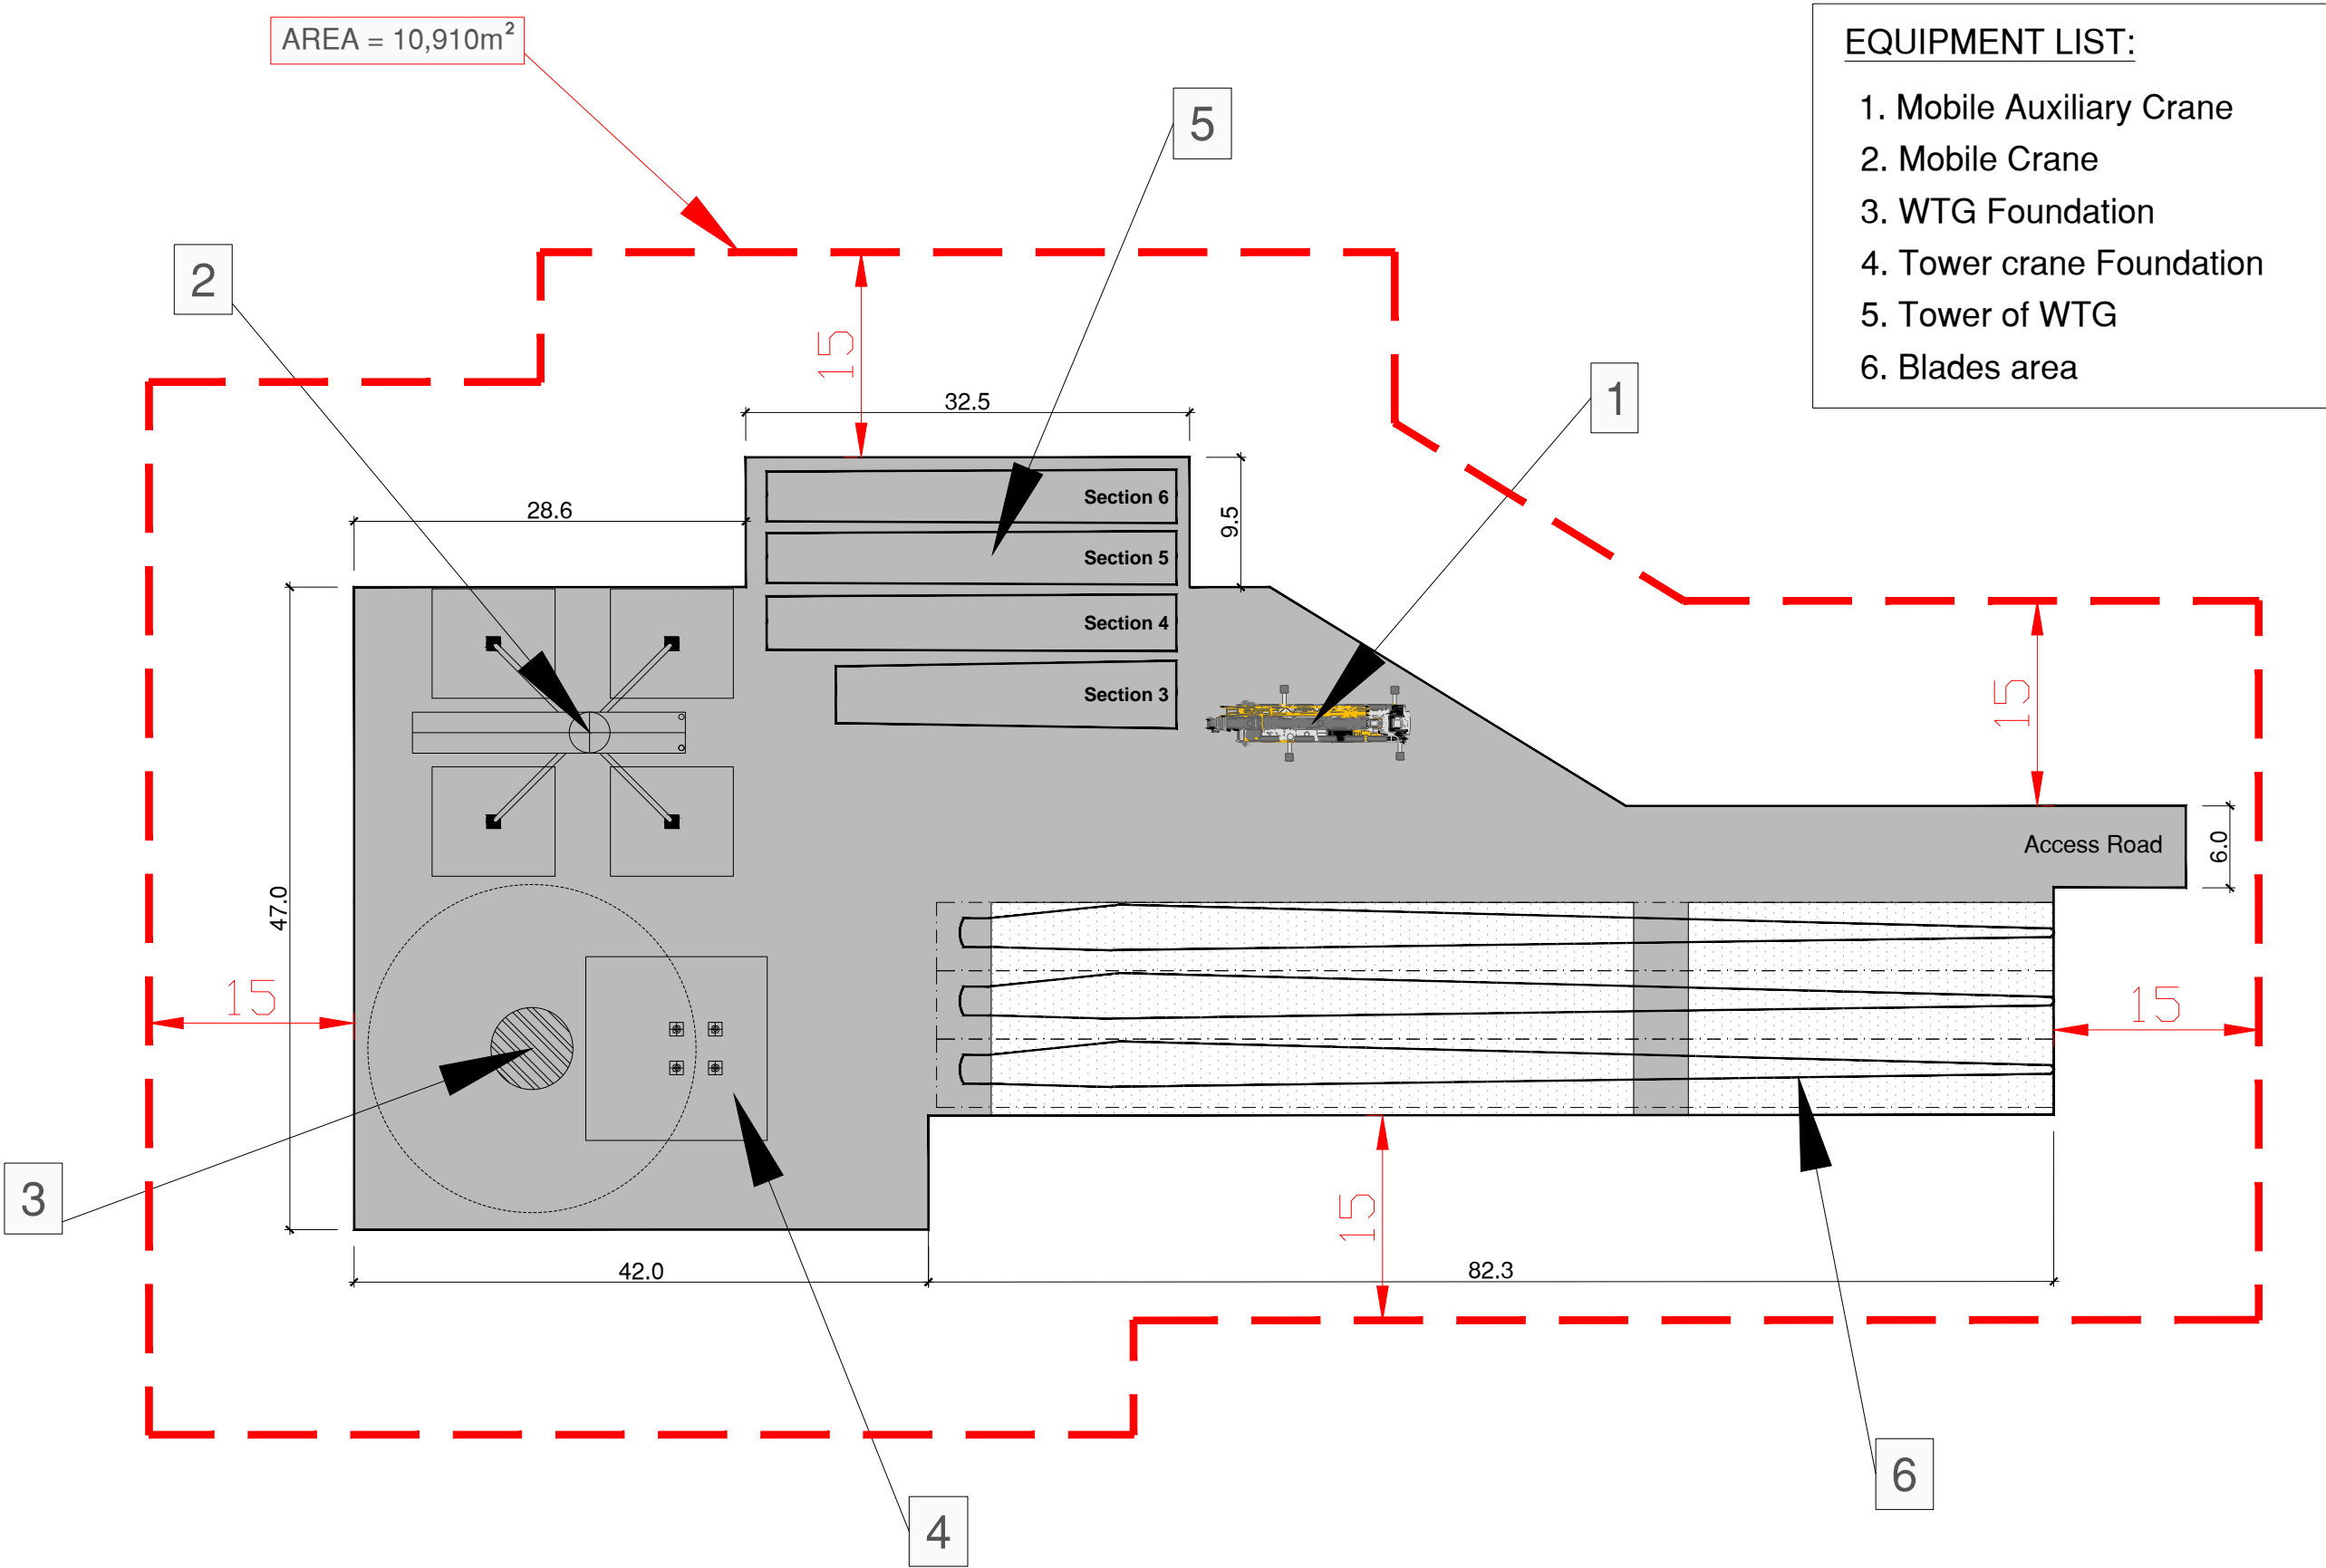 AREA = 10,910m²
EQUIPMENT LIST:
1. Mobile Auxiliary Crane
2. Mobile Crane
3. WTG Foundation
4. Tower crane Foundation
5. Tower of WTG
6. Blades area
5
2
15
1
32.5
Section 6
28.6
9.5
Section 5
Section 4
Section 3
15
Access Road
6.0
47.0
15
15
3
15
42.0
82.3
6
4